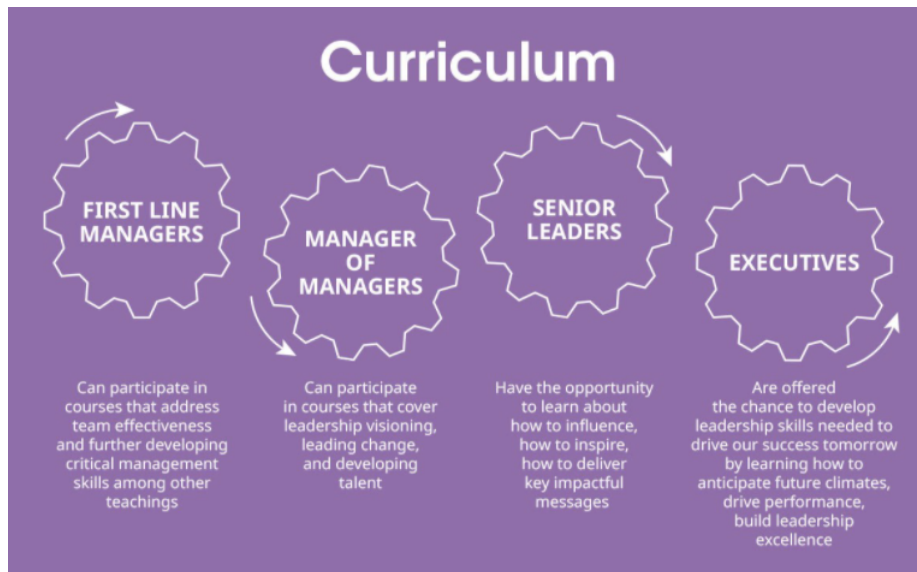 Curriculum
FIRST LINE
MANAGERS
MANAGER
OF
MANAGERS
SENIOR
LEADERS
EXECUTIVES
Can participate in
courses that address
team effectiveness
and further developing
critical management
skills among other
teachings
Can participate
in courses that cover
leadership visioning,
leading change,
and developing
talent
Have the opportunity
to learn about
how to influence,
how to inspire,
how to deliver
key impactful
messages
Are offered
the chance to develop
leadership skills needed to
drive our success tomorrow
by learning how to
anticipate future climates,
drive performance,
build leadership
excellence